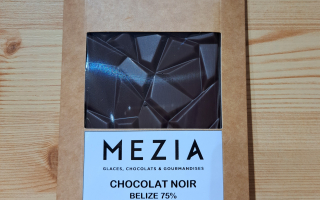 MEZIA
GLACES, CHOCOLATS & GOURMANDISES
CHOCOLAT NOIR
BELIZE 75%